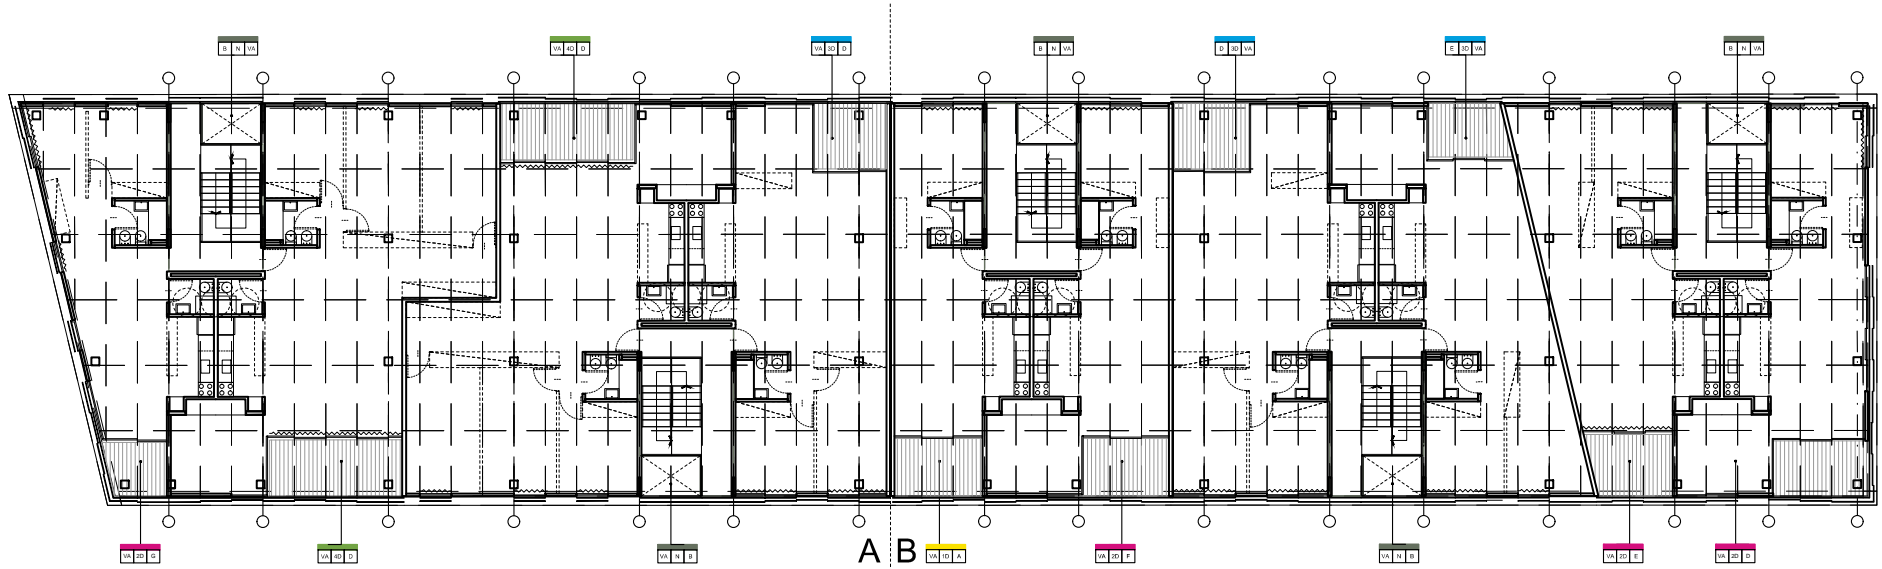 B N VA
VA 4D D
VA 3D D
B N VA
D 3D VA
E 3D VA
B N VA
VA 2D G
VA 4D D
VA N B
A B
VA 1D A
VA 2D F
VA N B
VA 2D E
VA 2D D